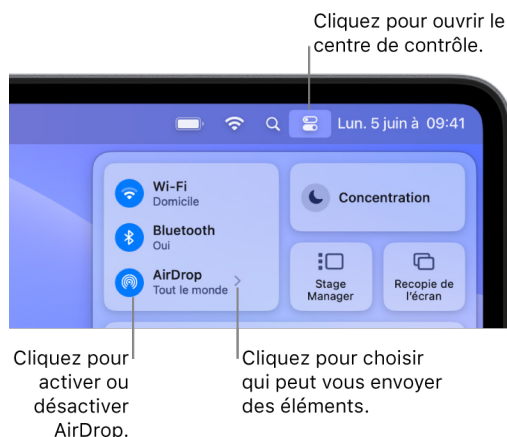 Cliquez pour ouvrir le
centre de contrôle.
Lun. 5 juin à 09:41
Wi-Fi
Domicile
Concentration
Bluetooth
Oui
AirDrop
Tout le monde
Stage
Manager
Recopie de
l'écran
Cliquez pour
activer ou
désactiver
AirDrop.
Cliquez pour choisir
qui peut vous envoyer
des éléments.